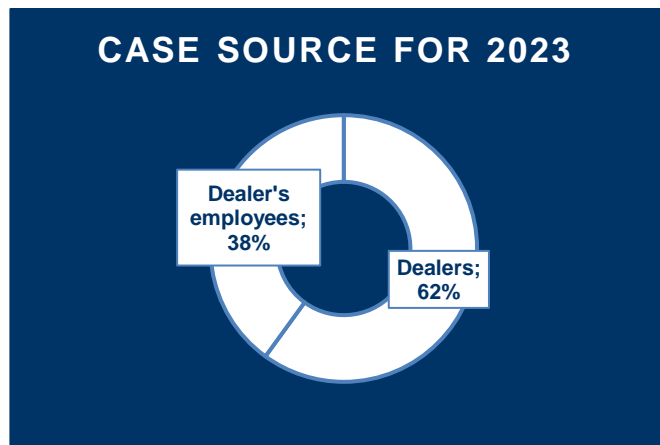 CASE SOURCE FOR 2023
Dealer's
employees;
38%
Dealers;
62%